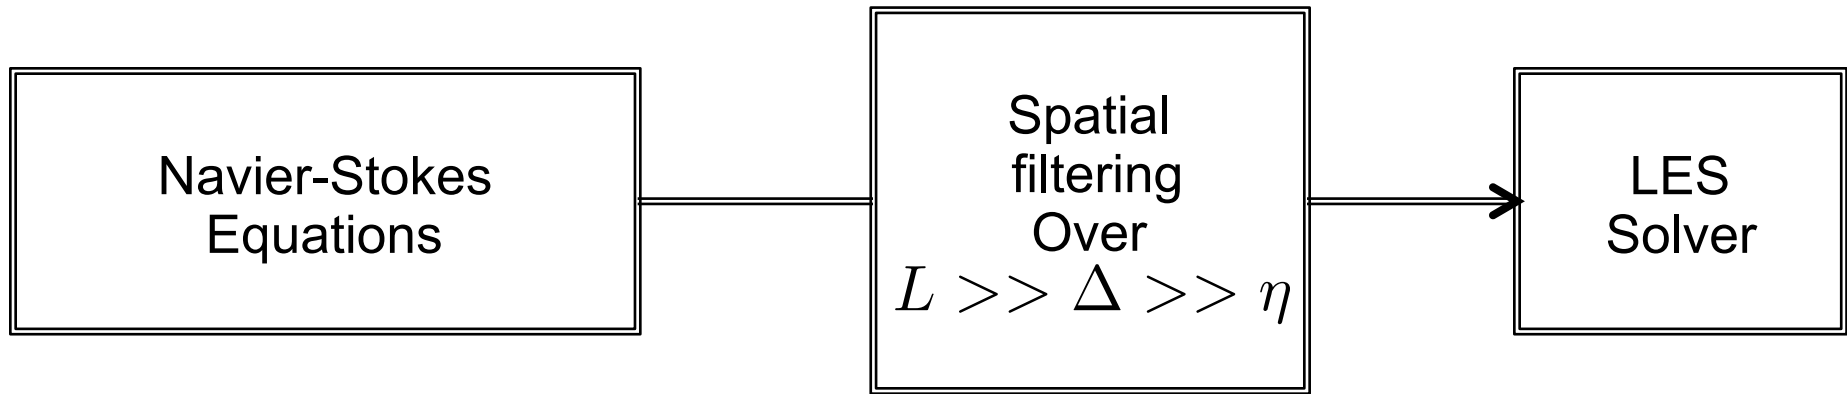 Navier-Stokes
Equations
Spatial
filtering
Over
L >> Δ >> η
LES
Solver